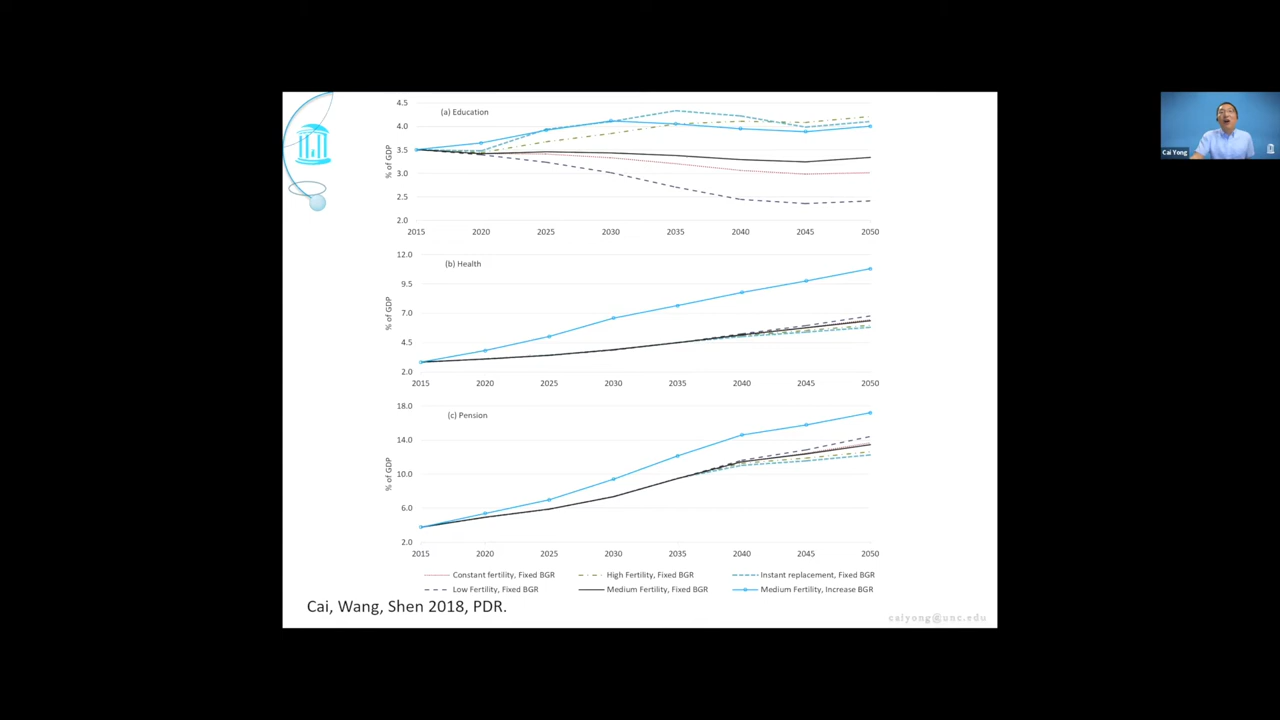 (a) Education
% of GDP
4.5
4.0
3.5
3.0
2.5
2.0
2015 2020 2025 2030 2035 2040 2045 2050
(b) Health
% of GDP
12.0
9.5
7.0
4.5
2.0
2015 2020 2025 2030 2035 2040 2045 2050
(c) Pension
% of GDP
18.0
14.0
10.0
6.0
2.0
2015 2020 2025 2030 2035 2040 2045 2050
Constant fertility, Fixed BGR High Fertility, Fixed BGR Instant replacement, Fixed BGR
Low Fertility, Fixed BGR Medium Fertility, Fixed BGR Medium Fertility, Increase BGR
Cai, Wang, Shen 2018, PDR.
caiyong@unc.edu
Cai Yong